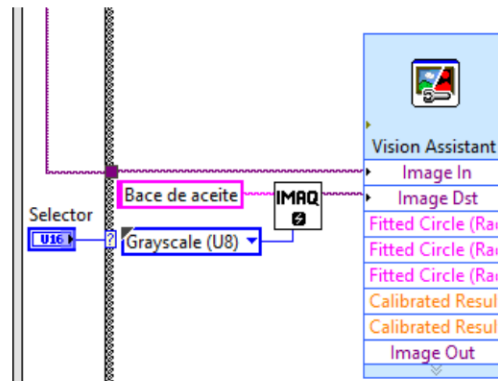 Vision Assistant
Image In
Bace de aceite
IMAQ
Image Dst
Selector
U16
?
Grayscale (U8)
Fitted Circle (Ra
Fitted Circle (Ra
Fitted Circle (Ra
Calibrated Resul
Calibrated Resul
Image Out